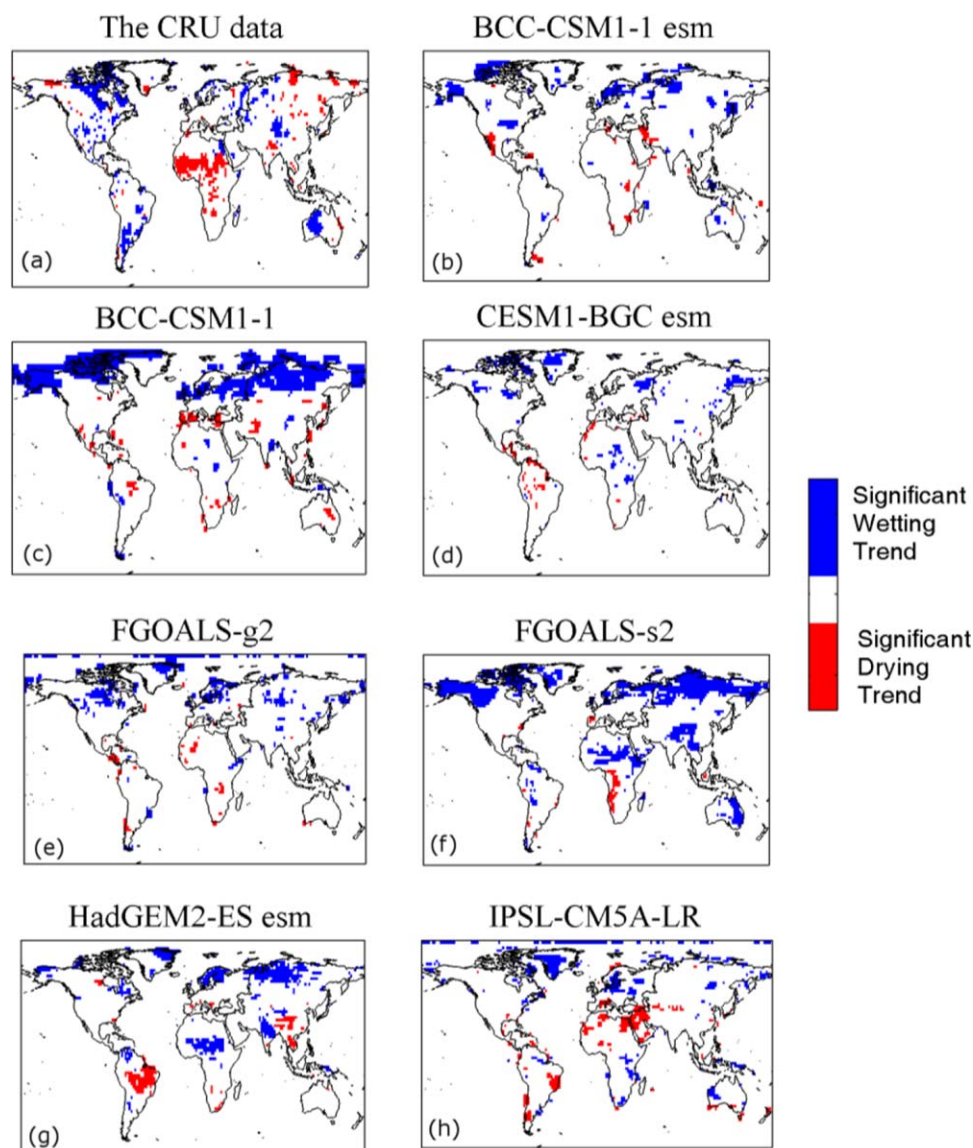 The CRU data
BCC-CSM1-1 esm
(a)
(b)
BCC-CSM1-1
CESM1-BGC esm
(c)
(d)
Significant
Wetting
Trend
Significant
Drying
Trend
FGOALS-g2
FGOALS-s2
(e)
(f)
HadGEM2-ES esm
IPSL-CM5A-LR
(g)
(h)